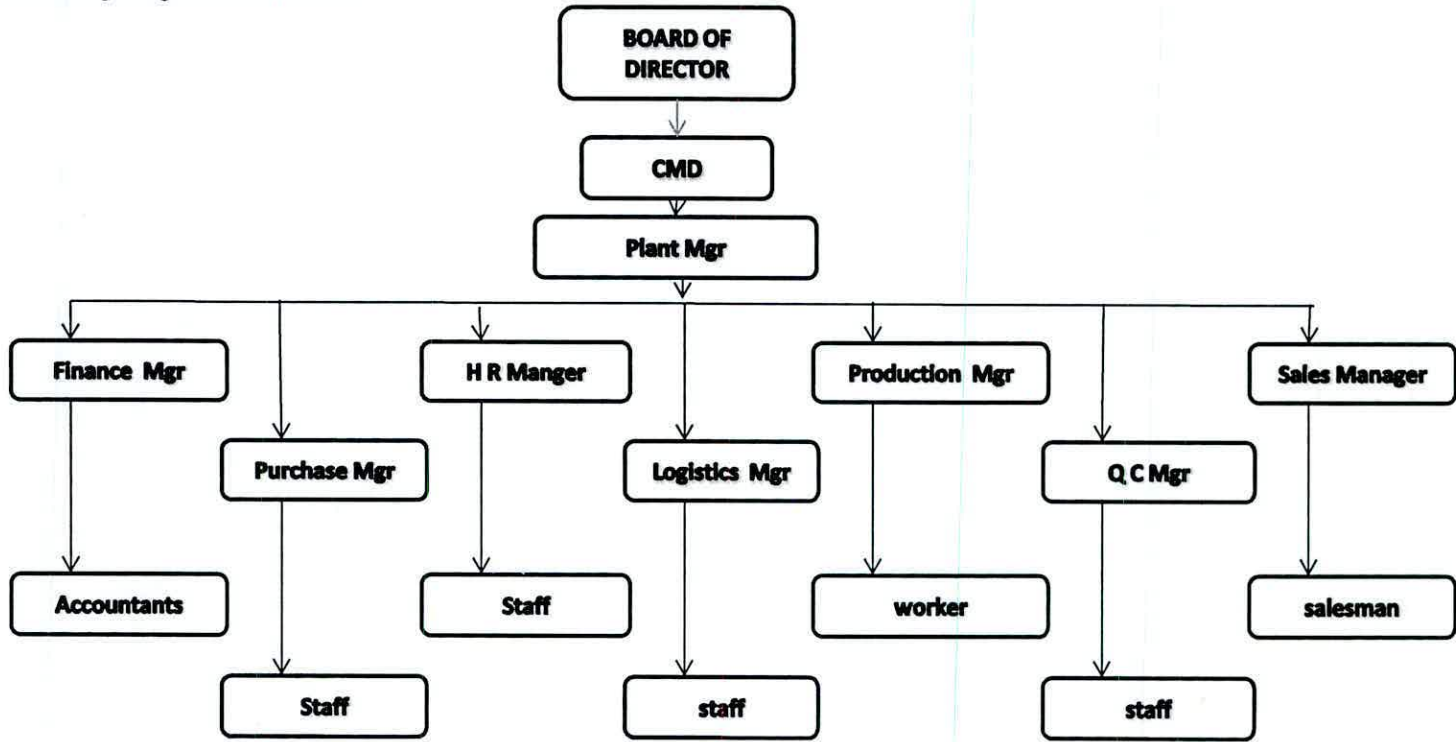 BOARD OF
DIRECTOR
CMD
Plant Mgr
Finance Mgr
H R Manger
Production Mgr
Sales Manager
Purchase Mgr
Logistics Mgr
Q C Mgr
Accountants
Staff
worker
salesman
Staff
staff
staff